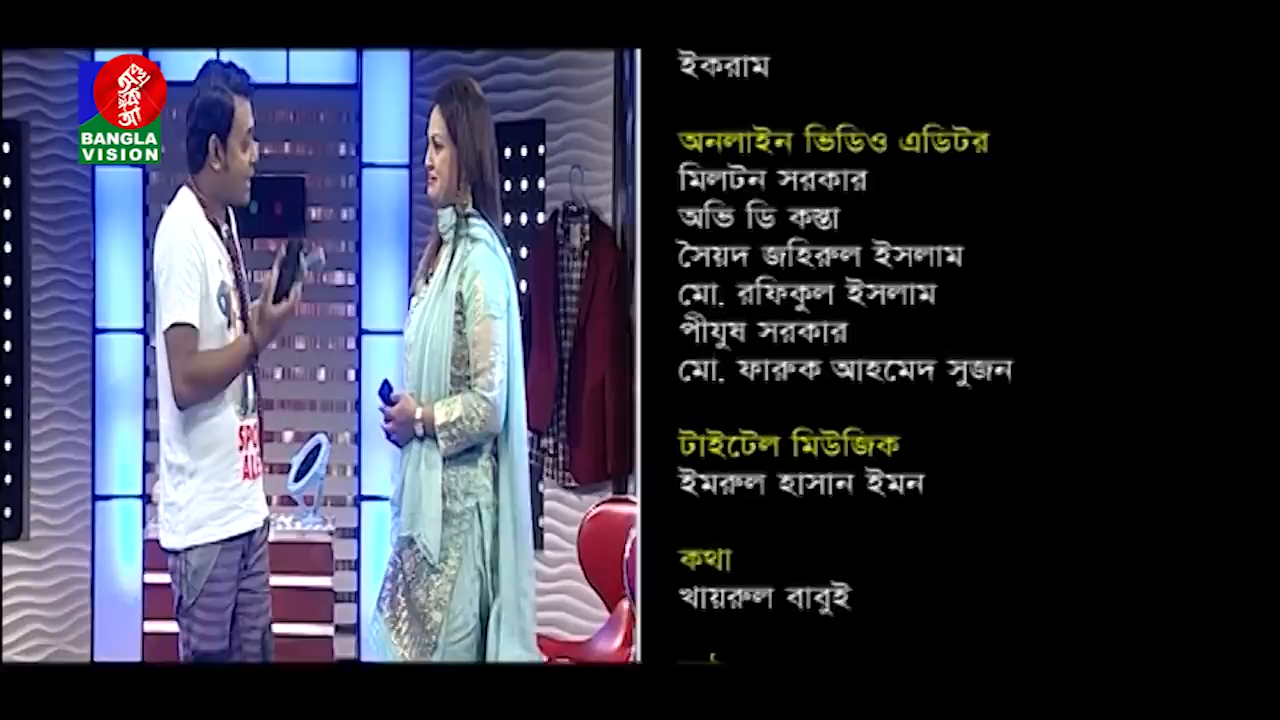 BANGLA
VISION
SPO
ইকরাম
অনলাইন ভিডিও এডিটর
মিলটন সরকার
অভি ডি কস্তা
সৈয়দ জহিরুল ইসলাম
মো. রফিকুল ইসলাম
পীযুষ সরকার
মো. ফারুক আহমেদ সুজন
টাইটেল মিউজিক
ইমরুল হাসান ইমন
কথা
খায়রুল বাবুই